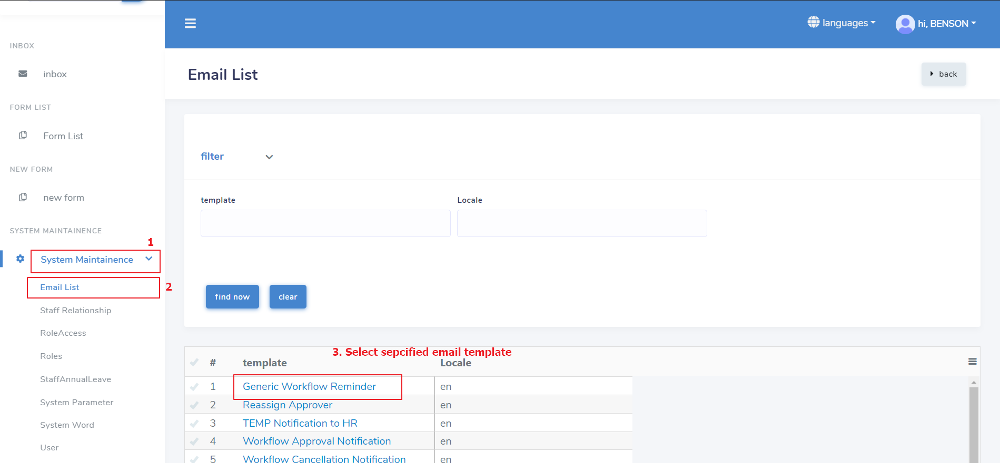 languages
hi, BENSON
INBOX
inbox
FORM LIST
Form List
NEW FORM
new form
SYSTEM MAINTAINENCE
1
System Maintainence
Email List
2
Staff Relationship
RoleAccess
Roles
StaffAnnualLeave
System Parameter
System Word
User
Email List
back
filter
template
Locale
find now
clear
3. Select sepcified email template
# template Locale
1 Generic Workflow Reminder en
2 Reassign Approver en
3 TEMP Notification to HR en
4 Workflow Approval Notification en
5 Workflow Cancellation Notification en